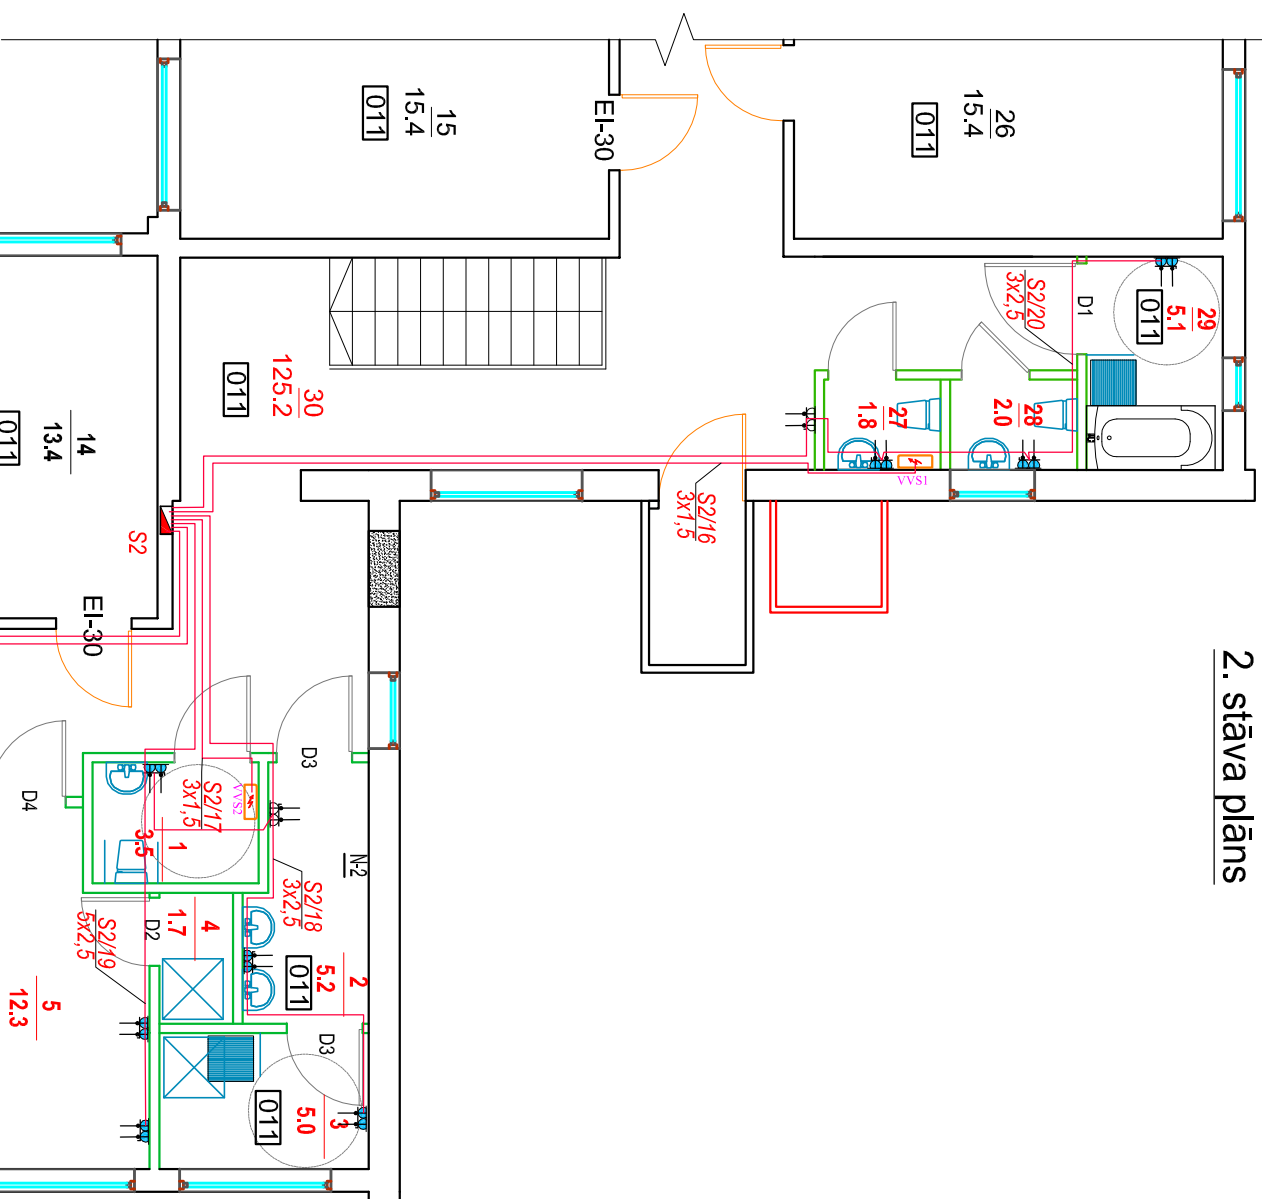 2. stāva plāns
29
5.1
011
D1
S2/20
3x2,5
26
15.4
011
28
2.0
27
1.8
VVS1
S2/16
3x1,5
EI-30
15
15.4
011
30
125.2
011
14
13.4
011
S2
EI-30
D3
N-2
2
5.2
011
D3
3
5.0
011
S2/18
3x2,5
VVS2
S2/17
3x1,5
1
3.5
4
1.7
D2
S2/19
5x2,5
D4
5
12.3